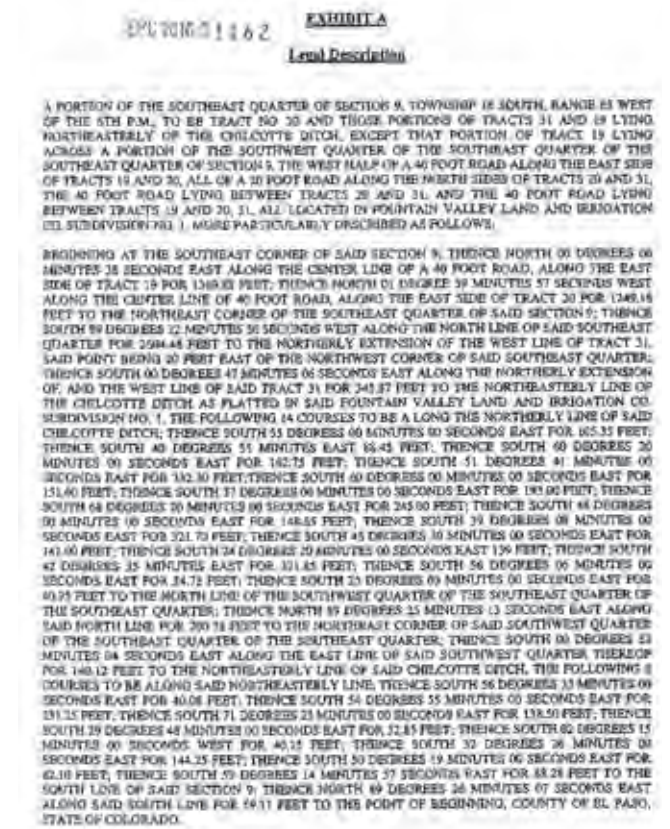 EXHIBIT A
Legal Description
A PORTION OF THE SOUTHEAST QUARTER OF SECTION 9, TOWNSHIP 16 SOUTH, RANGE 65 WEST
OF THE 6TH P.M., TO BE TRACT NO 20 AND THOSE PORTIONS OF TRACTS 31 AND 19 LYING
NORTHEASTERLY OF THE CHILCOTTE DITCH, EXCEPT THAT PORTION OF TRACT 19 LYING
ACROSS A PORTION OF THE SOUTHWEST QUARTER OF THE SOUTHEAST QUARTER OF THE
SOUTHEAST QUARTER OF SECTION 9, THE WEST HALF OF A 40 FOOT ROAD ALONG THE EAST SIDE
OF TRACTS 19 AND 20, ALL OF A 20 FOOT ROAD ALONG THE NORTH SIDES OF TRACTS 20 AND 31,
THE 40 FOOT ROAD LYING BETWEEN TRACTS 20 AND 31, AND THE 40 FOOT ROAD LYING
BETWEEN TRACTS 19 AND 20, 31, ALL LOCATED IN FOUNTAIN VALLEY LAND AND IRRIGATION
CO. SUBDIVISION NO. 1, MORE PARTICULARLY DESCRIBED AS FOLLOWS:
BEGINNING AT THE SOUTHEAST CORNER OF SAID SECTION 9, THENCE NORTH 00 DEGREES
MINUTES 38 SECONDS EAST ALONG THE CENTER LINE OF A 40 FOOT ROAD, ALONG THE EAST
SIDE OF TRACT 19 FOR FEET; THENCE NORTH 01 DEGREE 39 MINUTES 57 SECONDS WEST
ALONG THE CENTER LINE OF 40 FOOT ROAD, ALONG THE EAST SIDE OF TRACT 20 FOR
FEET TO THE NORTHEAST CORNER OF THE SOUTHEAST QUARTER OF SAID SECTION 9; THENCE
SOUTH 89 DEGREES MINUTES SECONDS WEST ALONG THE NORTH LINE OF SAID SOUTHEAST
QUARTER FOR FEET TO THE NORTHERLY EXTENSION OF THE WEST LINE OF TRACT 31,
SAID POINT BEING 20 FEET EAST OF THE NORTHWEST CORNER OF SAID SOUTHEAST QUARTER;
THENCE SOUTH 00 DEGREES 47 MINUTES 06 SECONDS EAST ALONG THE NORTHERLY EXTENSION
OF, AND THE WEST LINE OF SAID TRACT 31 FOR FEET TO THE NORTHEASTERLY LINE OF
THE CHILCOTTE DITCH AS PLATTED IN SAID FOUNTAIN VALLEY LAND AND IRRIGATION CO.
SUBDIVISION NO. 1, THE FOLLOWING 14 COURSES TO BE A LONG THE NORTHERLY LINE OF SAID
CHILCOTTE DITCH; THENCE SOUTH 55 DEGREES 00 MINUTES 00 SECONDS EAST FOR FEET;
THENCE SOUTH 40 DEGREES 55 MINUTES EAST FEET; THENCE SOUTH 60 DEGREES 20
MINUTES 00 SECONDS EAST FOR 162.75 FEET; THENCE SOUTH 51 DEGREES 41 MINUTES 00
SECONDS EAST FOR FEET; THENCE SOUTH 60 DEGREES 00 MINUTES 00 SECONDS EAST FOR
FEET; THENCE SOUTH 37 DEGREES 00 MINUTES 00 SECONDS EAST FOR FEET; THENCE
SOUTH 68 DEGREES MINUTES 00 SECONDS EAST FOR 245.00 FEET; THENCE SOUTH DEGREES
MINUTES 00 SECONDS EAST FOR FEET; THENCE SOUTH 39 DEGREES MINUTES 00
SECONDS EAST FOR 321.70 FEET; THENCE SOUTH 45 DEGREES MINUTES 00 SECONDS EAST FOR
FEET; THENCE SOUTH DEGREES 20 MINUTES 00 SECONDS EAST FEET; THENCE SOUTH
42 DEGREES 35 MINUTES EAST FOR FEET; THENCE SOUTH 56 DEGREES MINUTES 00
SECONDS EAST FOR FEET; THENCE SOUTH DEGREES MINUTES 00 SECONDS EAST FOR
FEET TO THE NORTH LINE OF THE SOUTHWEST QUARTER OF THE SOUTHEAST QUARTER OF
THE SOUTHEAST QUARTER; THENCE NORTH 89 DEGREES 25 MINUTES 13 SECONDS EAST ALONG
SAID NORTH LINE FOR FEET TO THE NORTHEAST CORNER OF SAID SOUTHWEST QUARTER
OF THE SOUTHEAST QUARTER OF THE SOUTHEAST QUARTER; THENCE SOUTH 00 DEGREES
MINUTES 04 SECONDS EAST ALONG THE EAST LINE OF SAID SOUTHWEST QUARTER THEREOF
FOR FEET TO THE NORTHEASTERLY LINE OF SAID CHILCOTTE DITCH, THE FOLLOWING 8
COURSES TO BE ALONG SAID NORTHEASTERLY LINE; THENCE SOUTH 56 DEGREES MINUTES 00
SECONDS EAST FOR FEET; THENCE SOUTH 54 DEGREES 55 MINUTES 00 SECONDS EAST FOR
FEET; THENCE SOUTH 71 DEGREES MINUTES 00 SECONDS EAST FOR 138.50 FEET; THENCE
SOUTH DEGREES MINUTES 00 SECONDS EAST FOR FEET; THENCE SOUTH DEGREES 15
MINUTES 00 SECONDS WEST FOR FEET; THENCE SOUTH DEGREES MINUTES 00
SECONDS EAST FOR FEET; THENCE SOUTH 50 DEGREES 19 MINUTES 00 SECONDS EAST FOR
FEET; THENCE SOUTH DEGREES 14 MINUTES 57 SECONDS EAST FOR FEET TO THE
SOUTH LINE OF SAID SECTION 9; THENCE NORTH 89 DEGREES 26 MINUTES 07 SECONDS EAST
ALONG SAID SOUTH LINE FOR FEET TO THE POINT OF BEGINNING, COUNTY OF EL PASO,
STATE OF COLORADO.